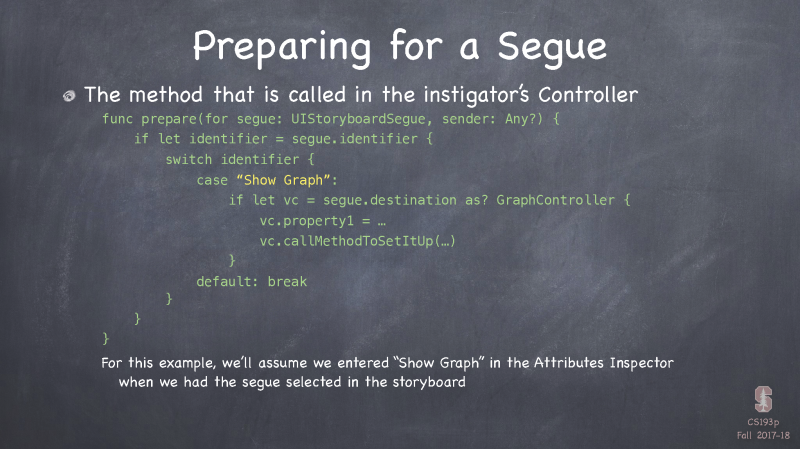 Preparing for a Segue
The method that is called in the instigator's Controller
func prepare(for segue: UIStoryboardSegue, sender: Any?) {
if let identifier = segue.identifier {
switch identifier {
case “Show Graph”:
if let vc = segue.destination as? GraphController {
vc.property1 = …
vc.callMethodToSetItUp(…)
}
default: break
}
}
}
For this example, we'll assume we entered “Show Graph” in the Attributes Inspector
when we had the segue selected in the storyboard
CS193p
Fall 2017-18